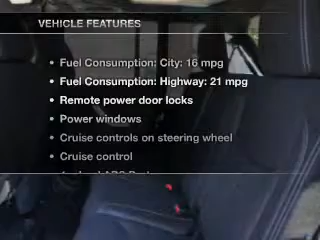 VEHICLE FEATURES
• Fuel Consumption: City: 16 mpg
• Fuel Consumption: Highway: 21 mpg
• Remote power door locks
• Power windows
• Cruise controls on steering wheel
• Cruise control